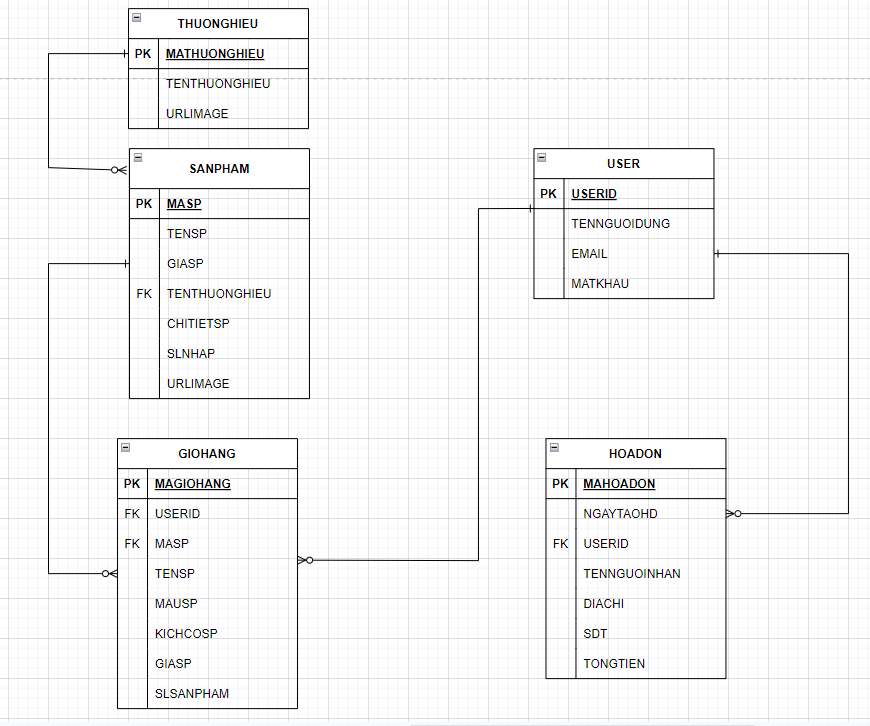 THUONGHIEU
PK MATHUONGHIEU
TENTHUONGHIEU
URLIMAGE
SANPHAM
PK MASP
TENSP
GIASP
FK TENTHUONGHIEU
CHITIETSP
SLNHAP
URLIMAGE
USER
PK USERID
TENNGUOIDUNG
EMAIL
MATKHAU
GIOHANG
PK MAGIOHANG
FK USERID
FK MASP
TENSP
MAUSP
KICHCOSP
GIASP
SLSANPHAM
HOADON
PK MAHOADON
NGAYTAOHD
FK USERID
TENNGUOINHAN
DIACHI
SDT
TONGTIEN